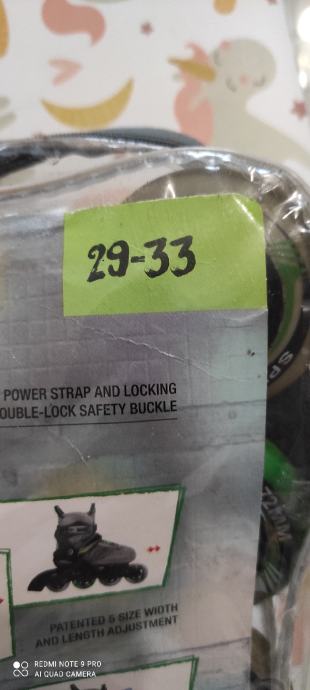 29-33
POWER STRAP AND LOCKING
OUBLE-LOCK SAFETY BUCKLE
PATENTED 5 SIZE WIDTH
AND LENGTH ADJUSTMENT
REDMI NOTE 9 PRO
AI QUAD CAMERA